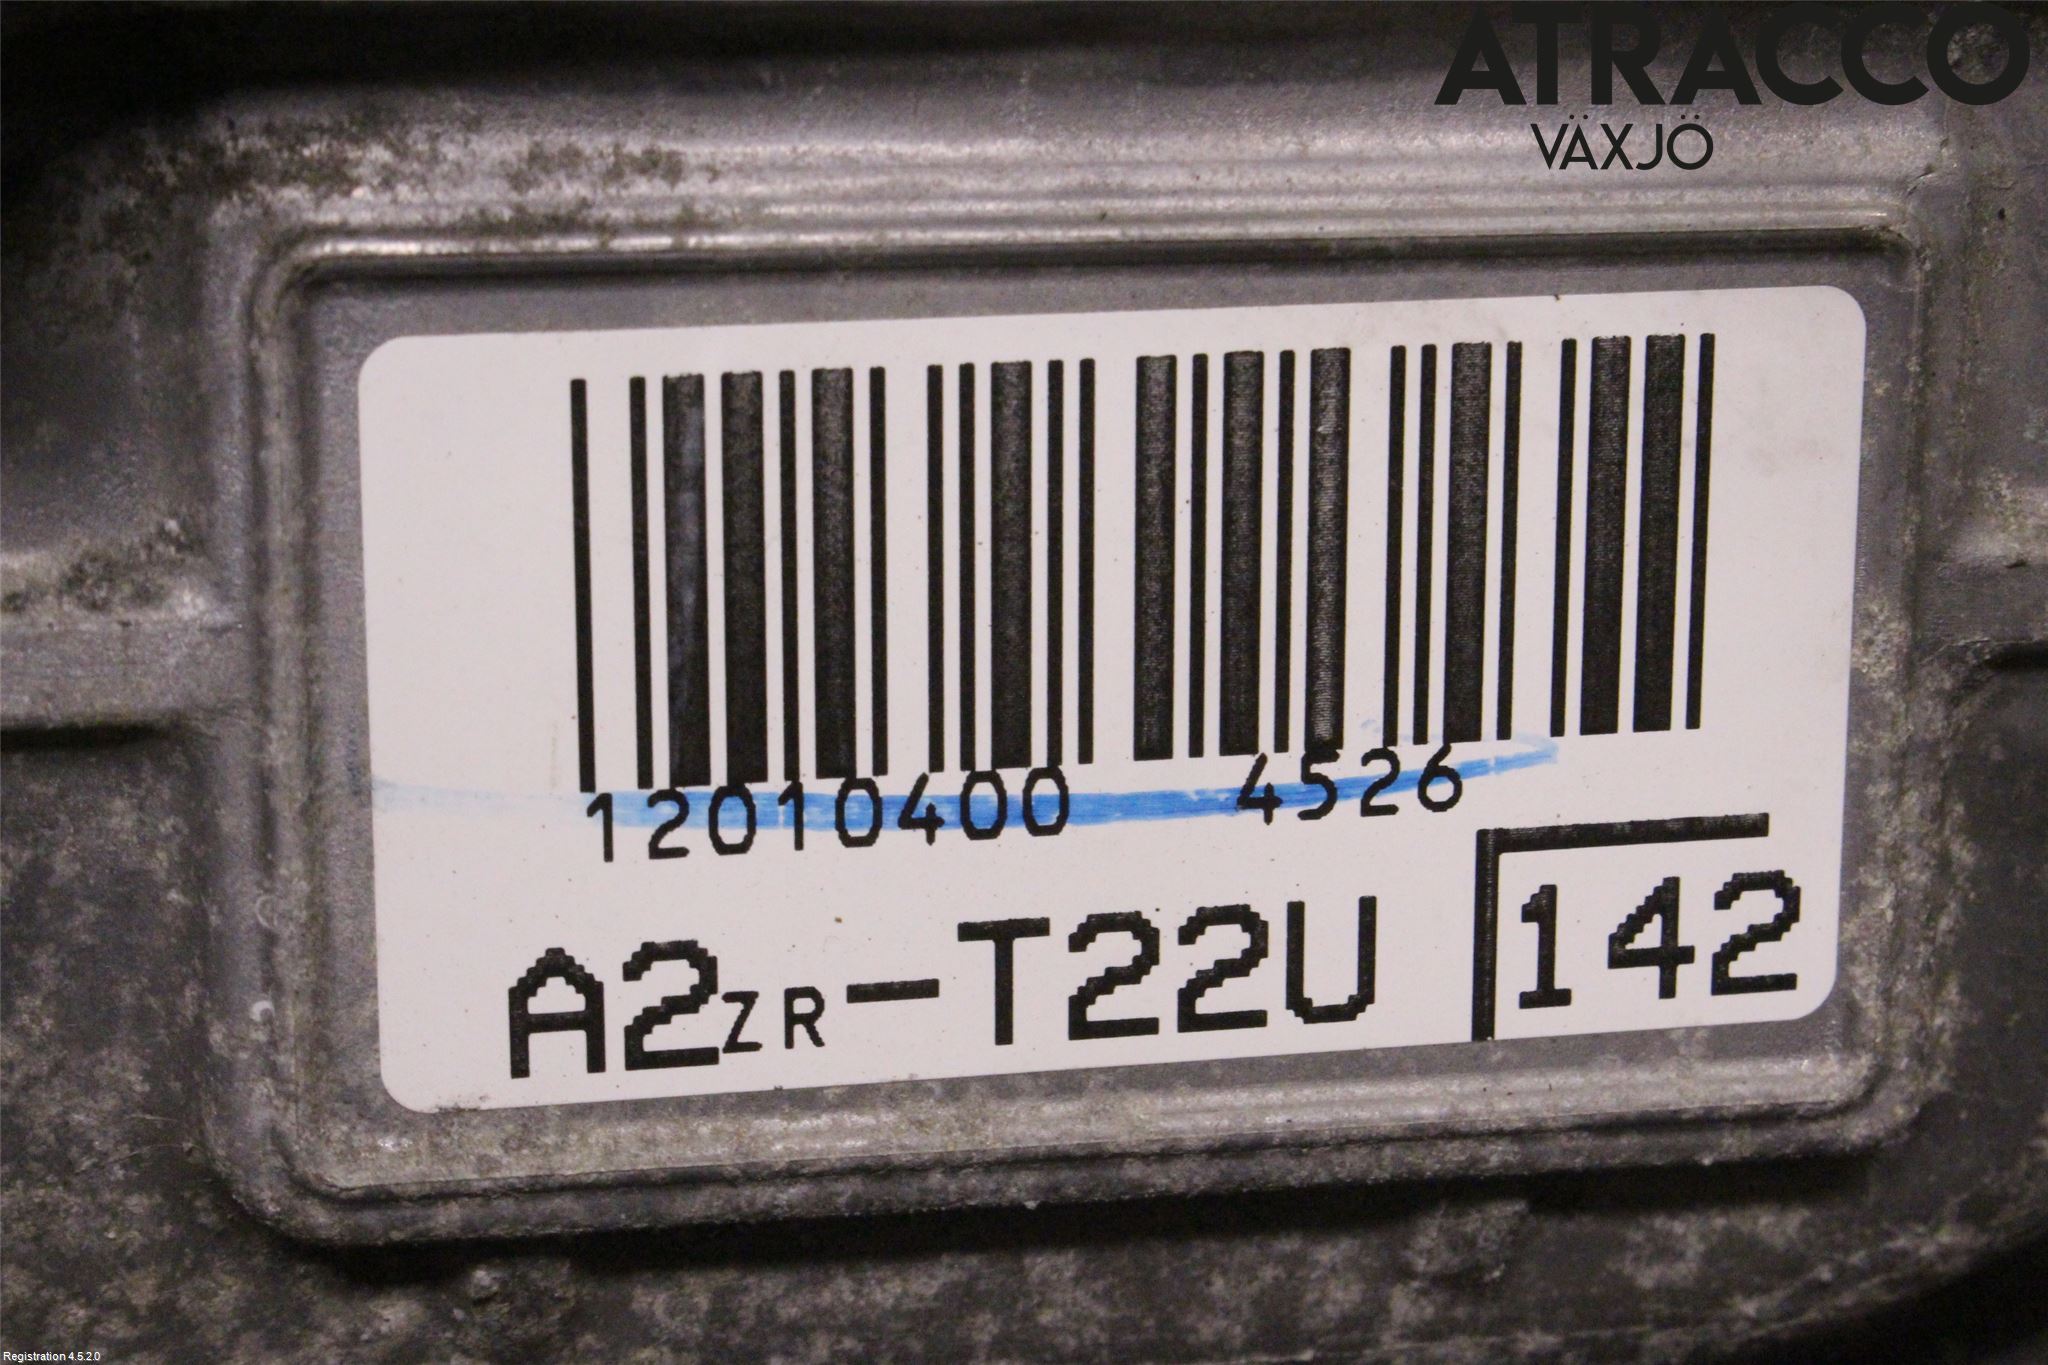 ATRACCO
VÄXJÖ
12010400 4526
A2ZR-T22U 142
Registration 4.5.2.0